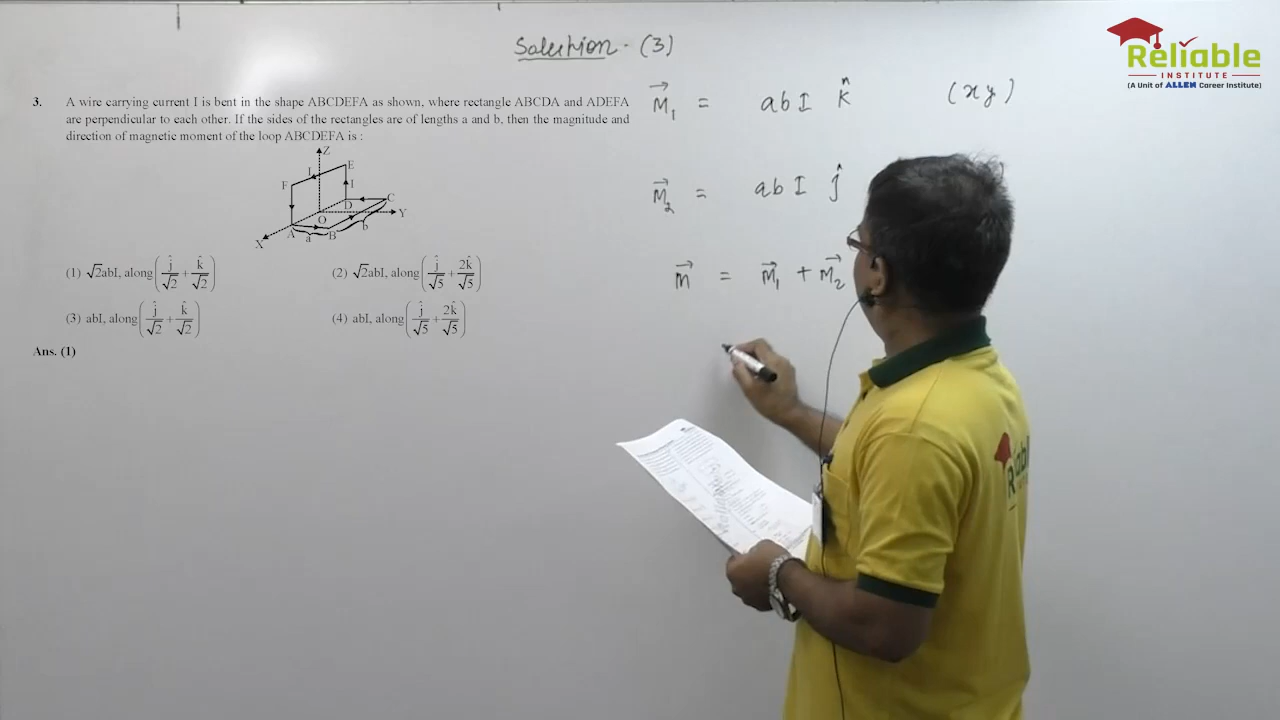 Reliable
INSTITUTE
(A Unit of ALLEN Career Institute)
Solution - (3)
3. A wire carrying current I is bent in the shape ABCDEFA as shown, where rectangle ABCDA and ADEFA
are perpendicular to each other. If the sides of the rectangles are of lengths a and b, then the magnitude and
direction of magnetic moment of the loop ABCDEFA is :
Z
E
F
I
I
D
C
O
Y
A
B
X
a
b
(1) √2abI, along (ĵ/√2 + k̂/√2)
(2) √2abI, along (ĵ/√5 + 2k̂/√5)
(3) abI, along (ĵ/√2 + k̂/√2)
(4) abI, along (ĵ/√5 + 2k̂/√5)
Ans. (1)
M⃗₁ = abI k̂ (xy)
M⃗₂ = abI ĵ
M⃗ = M⃗₁ + M⃗₂